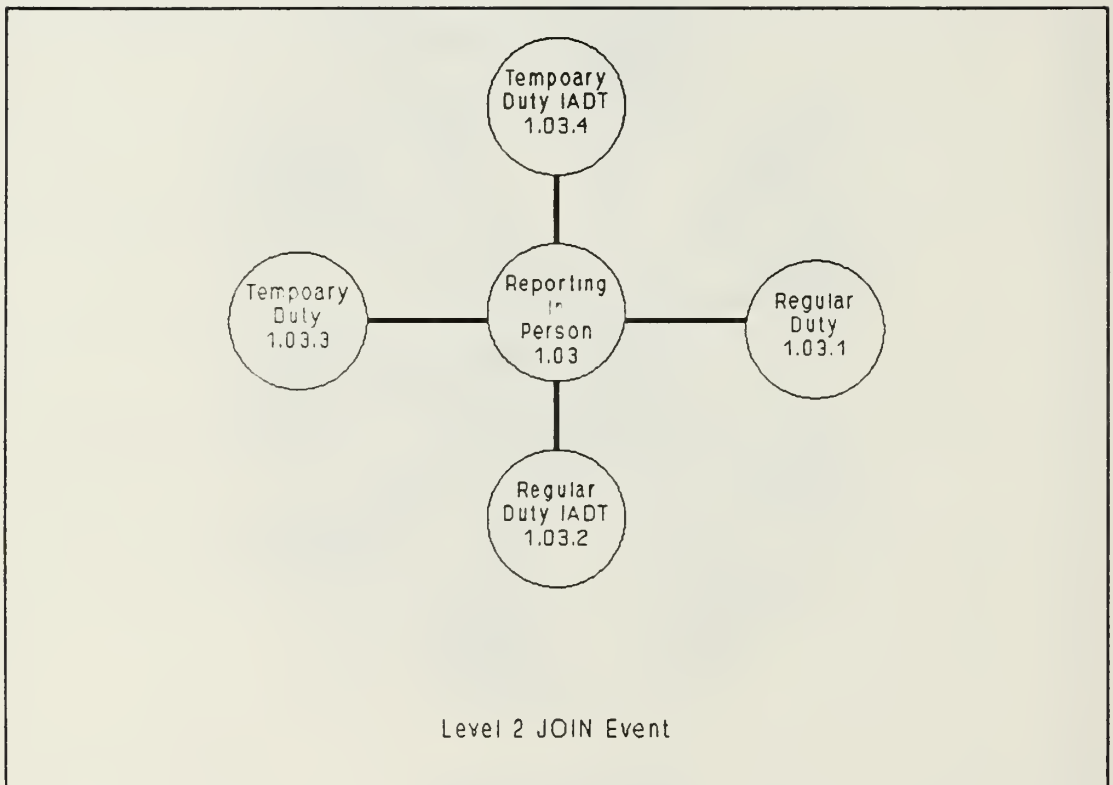 Tempoary
Duty IADT
1.03.4
Tempoary
Duty
1.03.3
Reporting
In
Person
1.03
Regular
Duty
1.03.1
Regular
Duty IADT
1.03.2
Level 2 JOIN Event